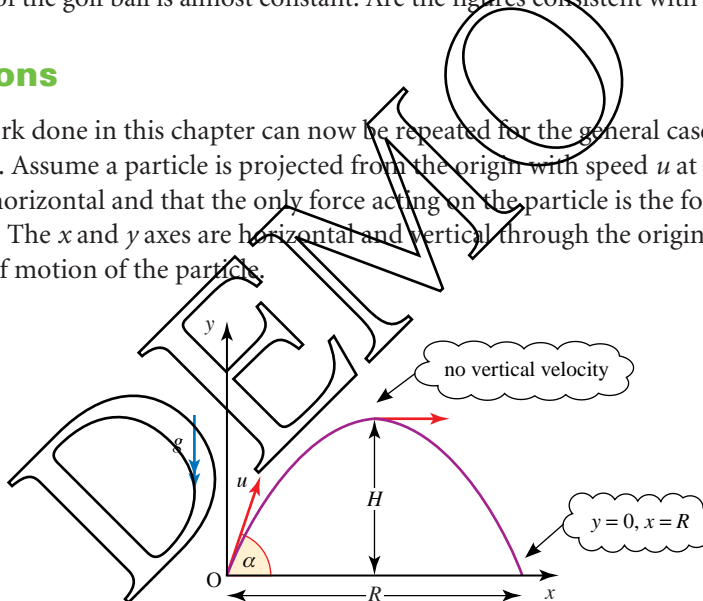 of the golf ball is almost constant. Are the figures consistent with
ons
rk done in this chapter can now be repeated for the general case
. Assume a particle is projected from the origin with speed u at
horizontal and that the only force acting on the particle is the fo
. The x and y axes are horizontal and vertical through the origin
f motion of the particle.
DEMO
y
no vertical velocity
g
u
H
y = 0, x = R
α
O
R
x